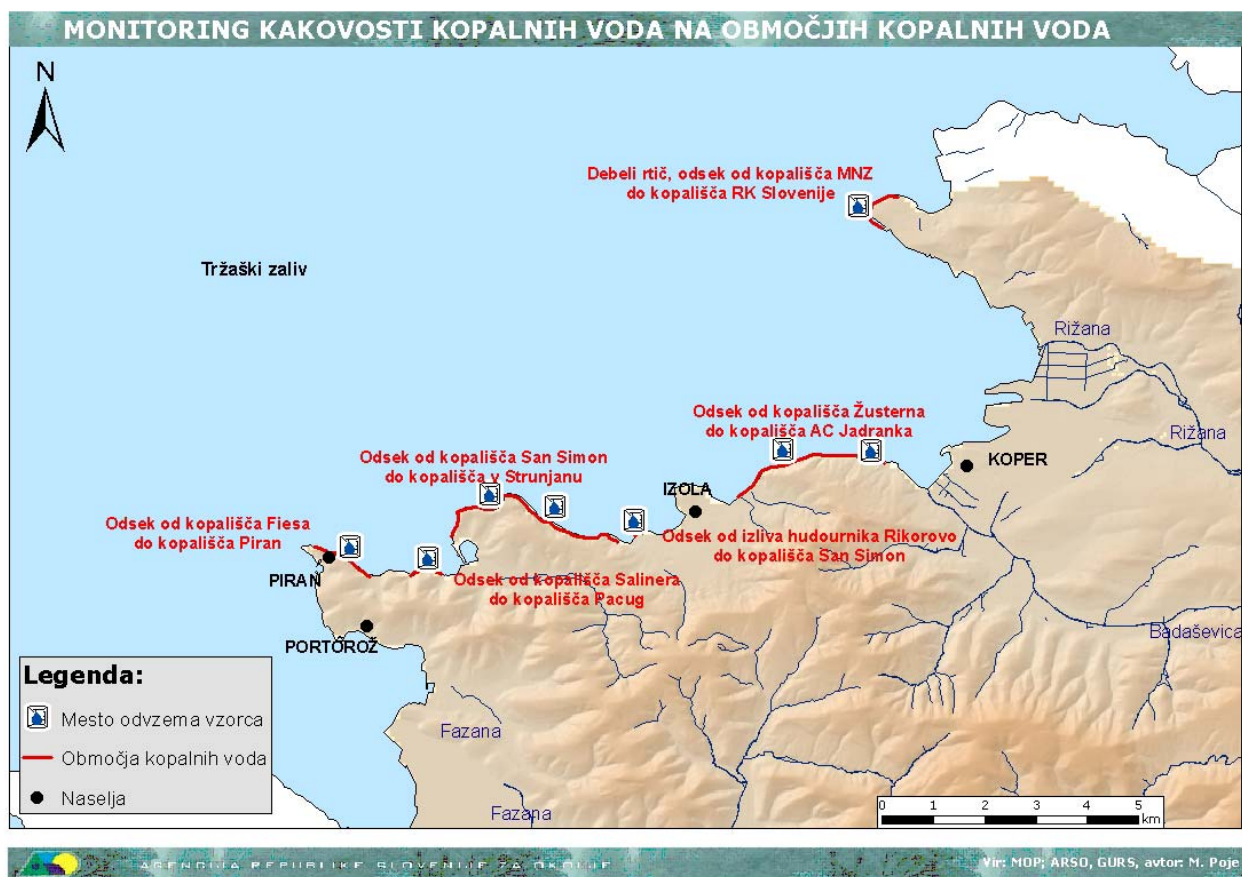 MONITORING KAKOVOSTI KOPALNIH VODA NA OBMOČJIH KOPALNIH VODA
N
Debeli rtič, odsek od kopališča MNZ
do kopališča RK Slovenije
Tržaški zaliv
Rižana
Odsek od kopališča Žusterna
do kopališča AC Jadranka
Rižana
Odsek od kopališča San Simon
do kopališča v Strunjanu
KOPER
IZOLA
Odsek od kopališča Fiesa
do kopališča Piran
Odsek od izliva hudournika Rikorovo
do kopališča San Simon
PIRAN
Odsek od kopališča Salinera
do kopališča Pacug
PORTOROŽ
Badaševica
Legenda:
Mesto odvzema vzorca
Območja kopalnih voda
Naselja
Fazana
Fazana
0 1 2 3 4 5
km
AGENCIJA REPUBLIKE SLOVENIJE ZA OKOLJE
Vir: MOP; ARSO, GURS, avtor: M. Poje